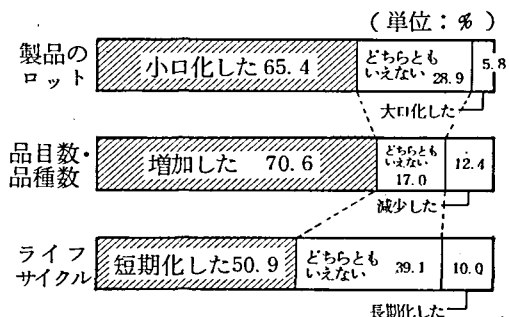 (単位:%)
製品の
ロット
小口化した 65.4
どちらとも
いえない 28.9
5.8
大口化した
品目数・
品種数
増加した 70.6
どちらとも
いえない
17.0
12.4
減少した
ライフ
サイクル
短期化した50.9
どちらとも
いえない 39.1
10.0
長期化した